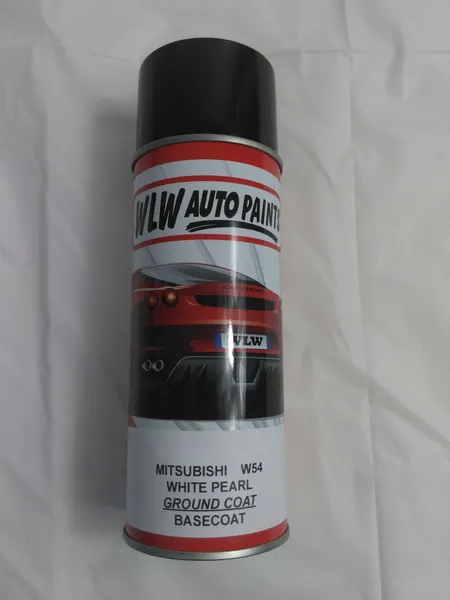 WLW AUTO PAINTS
WLW
MITSUBISHI W54
WHITE PEARL
GROUND COAT
BASECOAT